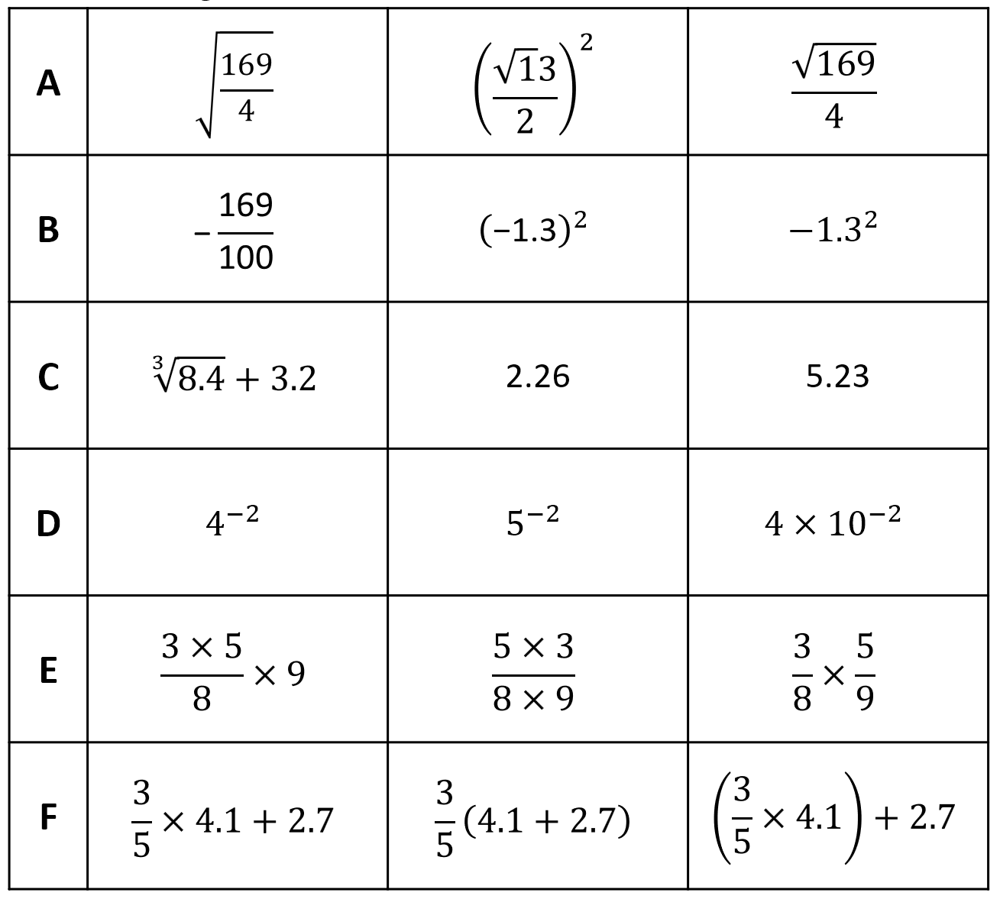 A √(169/4) (√13/2)² √169/4
B -169/100 (−1.3)² −1.3²
C ∛8.4 + 3.2 2.26 5.23
D 4⁻² 5⁻² 4 × 10⁻²
E (3 × 5)/8 × 9 (5 × 3)/(8 × 9) 3/8 × 5/9
F 3/5 × 4.1 + 2.7 3/5 (4.1 + 2.7) (3/5 × 4.1) + 2.7